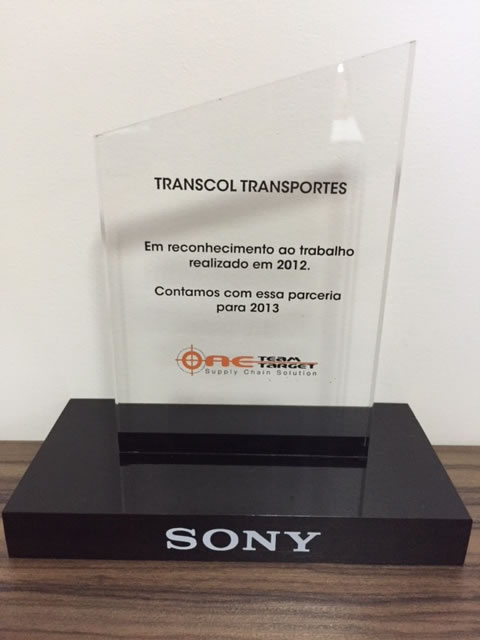 TRANSCOL TRANSPORTES
Em reconhecimento ao trabalho
realizado em 2012.
Contamos com essa parceria
para 2013
ONE TEAM
TARGET
Supply Chain Solution
SONY